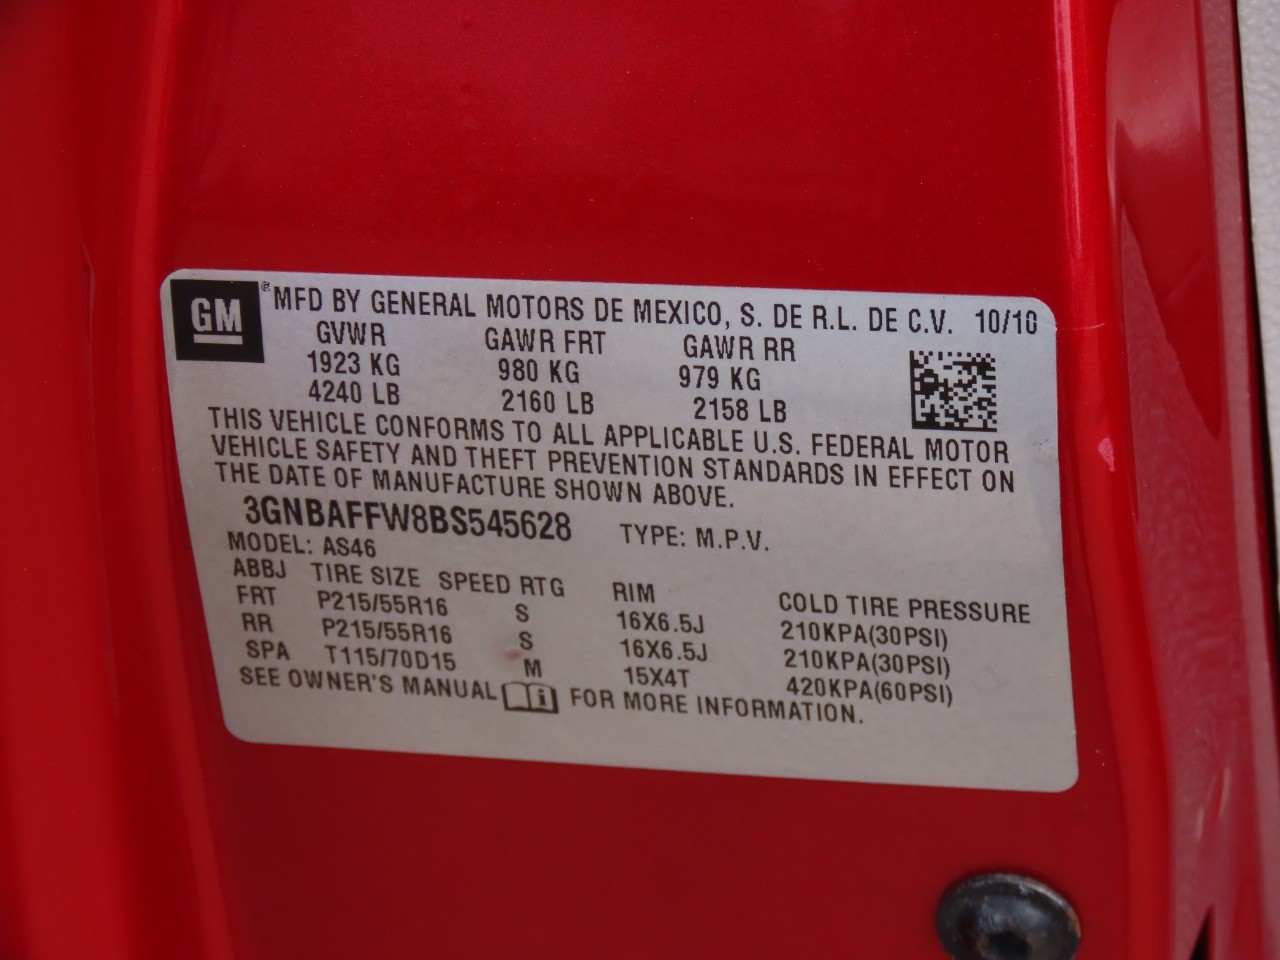 GM ® MFD BY GENERAL MOTORS DE MEXICO, S. DE R.L. DE C.V. 10/10
GVWR GAWR FRT GAWR RR
1923 KG 980 KG 979 KG
4240 LB 2160 LB 2158 LB
THIS VEHICLE CONFORMS TO ALL APPLICABLE U.S. FEDERAL MOTOR
VEHICLE SAFETY AND THEFT PREVENTION STANDARDS IN EFFECT ON
THE DATE OF MANUFACTURE SHOWN ABOVE.
3GNBAFFW8BS545628 TYPE: M.P.V.
MODEL: AS46
ABBJ TIRE SIZE SPEED RTG RIM COLD TIRE PRESSURE
FRT P215/55R16 S 16X6.5J 210KPA(30PSI)
RR P215/55R16 S 16X6.5J 210KPA(30PSI)
SPA T115/70D15 M 15X4T 420KPA(60PSI)
SEE OWNER'S MANUAL i FOR MORE INFORMATION.